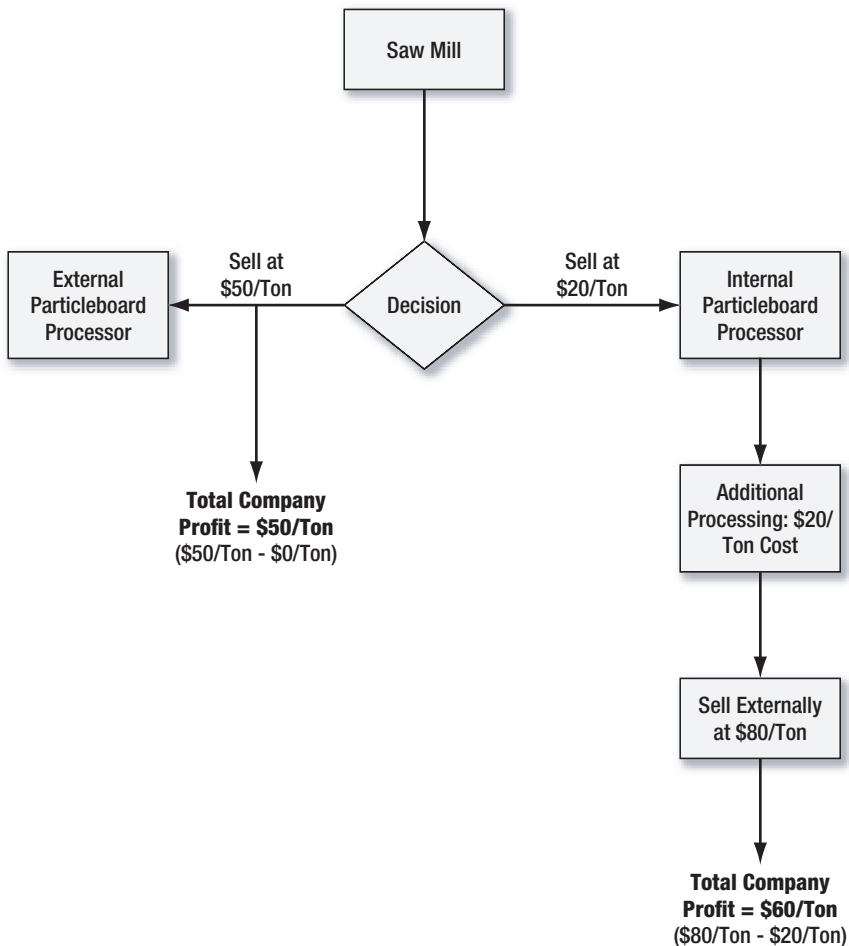 Saw Mill
Decision
Sell at
$50/Ton
External
Particleboard
Processor
Total Company
Profit = $50/Ton
($50/Ton - $0/Ton)
Sell at
$20/Ton
Internal
Particleboard
Processor
Additional
Processing: $20/
Ton Cost
Sell Externally
at $80/Ton
Total Company
Profit = $60/Ton
($80/Ton - $20/Ton)